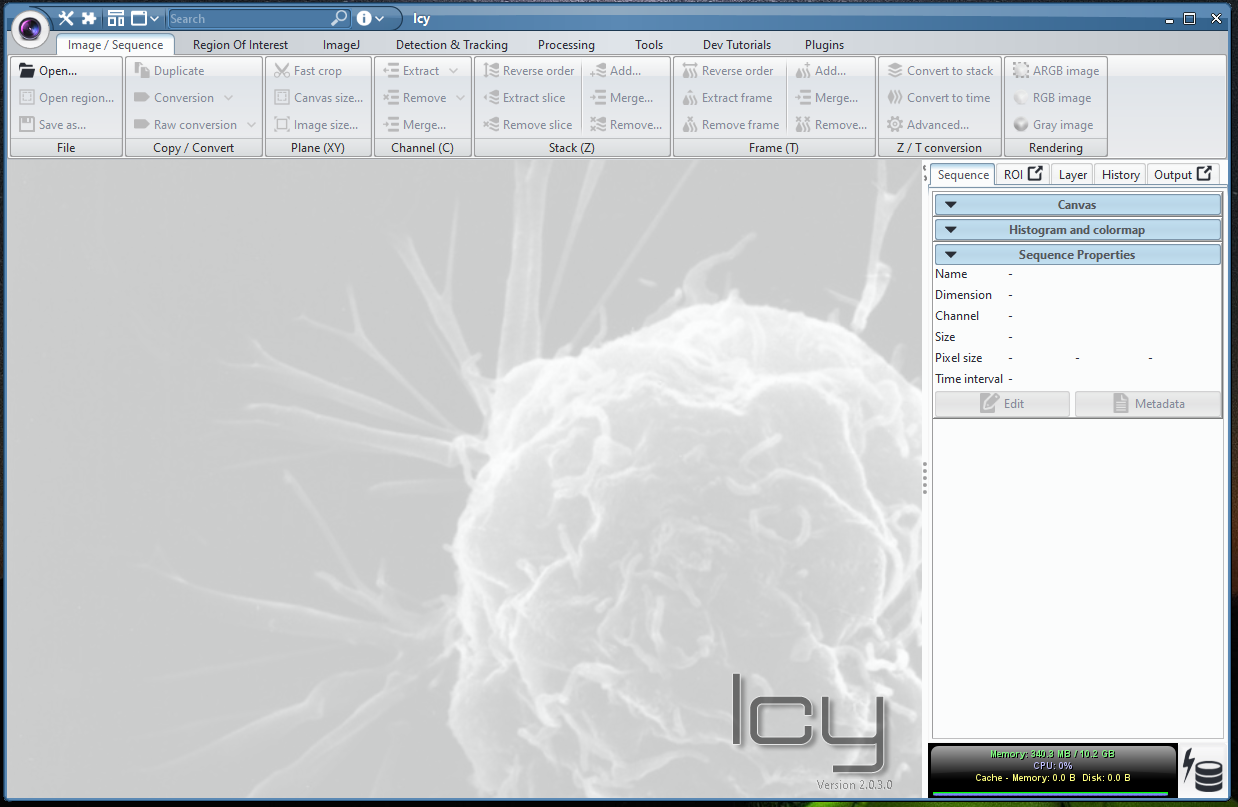 Search
Icy
Image / Sequence Region Of Interest ImageJ Detection & Tracking Processing Tools Dev Tutorials Plugins
Open... Duplicate Fast crop Extract Reverse order Add... Reverse order Add... Convert to stack ARGB image
Open region... Conversion Canvas size... Remove Extract slice Merge... Extract frame Merge... Convert to time RGB image
Save as... Raw conversion Image size... Merge... Remove slice Remove... Remove frame Remove... Advanced... Gray image
File Copy / Convert Plane (XY) Channel (C) Stack (Z) Frame (T) Z / T conversion Rendering
Sequence ROI Layer History Output
Canvas
Histogram and colormap
Sequence Properties
Name -
Dimension -
Channel -
Size -
Pixel size - - -
Time interval -
Edit Metadata
Icy
Version 2.0.3.0
Memory: 340.3 MB / 10.2 GB
CPU: 0%
Cache - Memory: 0.0 B Disk: 0.0 B